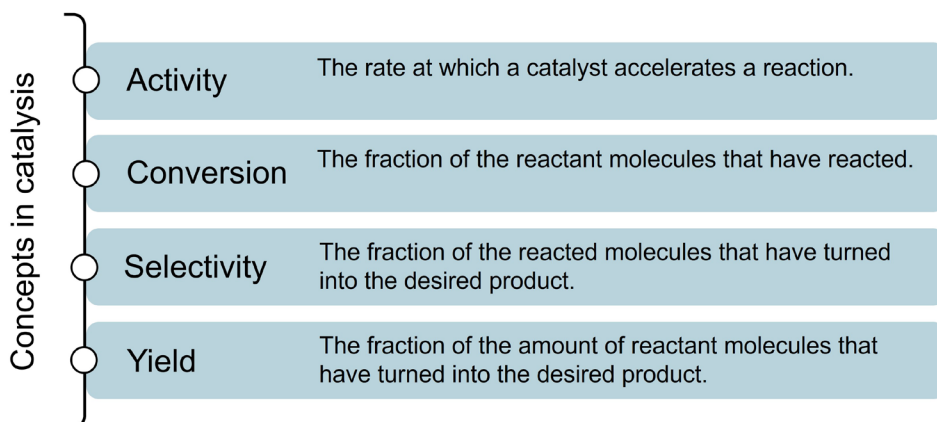 Concepts in catalysis
Activity
The rate at which a catalyst accelerates a reaction.
Conversion
The fraction of the reactant molecules that have reacted.
Selectivity
The fraction of the reacted molecules that have turned
into the desired product.
Yield
The fraction of the amount of reactant molecules that
have turned into the desired product.